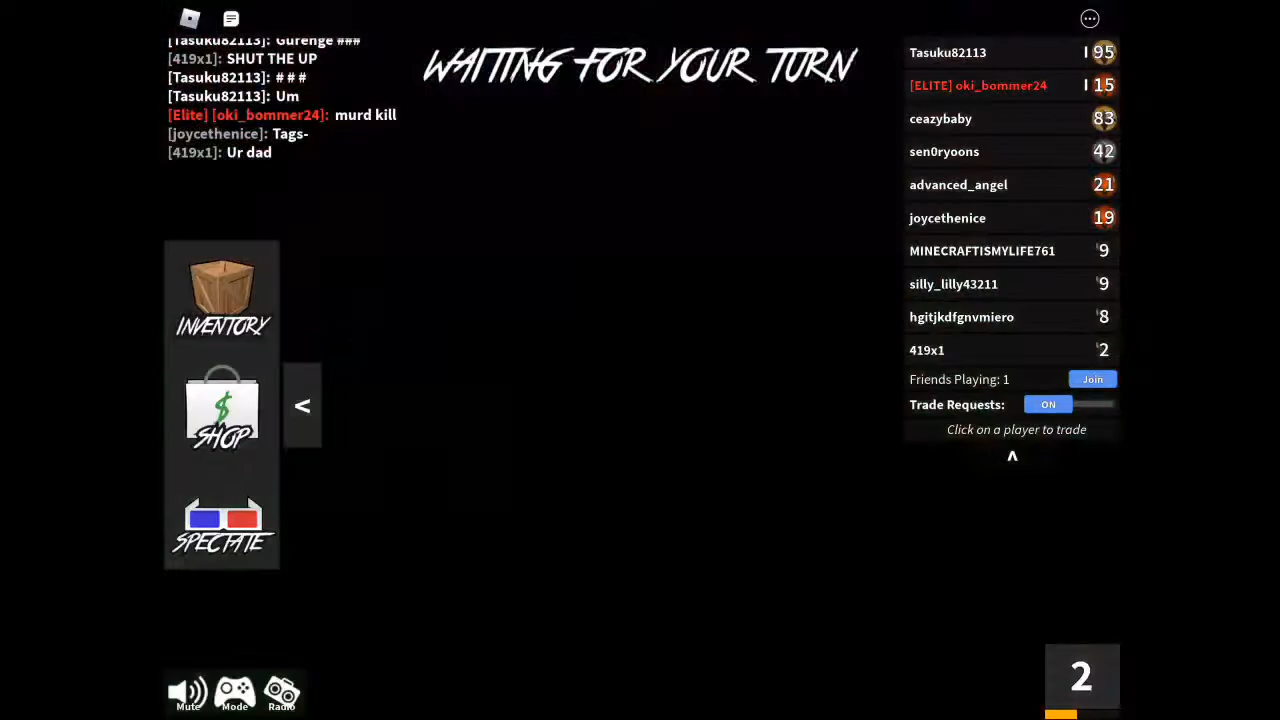 [Tasuku82113]: Gurenge ###
[419x1]: SHUT THE UP
[Tasuku82113]: # # #
[Tasuku82113]: Um
[Elite] [oki_bommer24]: murd kill
[joycethenice]: Tags-
[419x1]: Ur dad
WAITING FOR YOUR TURN
Tasuku82113 95
[ELITE] oki_bommer24 15
ceazybaby 83
sen0ryoons 42
advanced_angel 21
joycethenice 19
MINECRAFTISMYLIFE761 9
silly_lilly43211 9
hgitjkdfgnvmiero 8
419x1 2
Friends Playing: 1 Join
Trade Requests: ON
Click on a player to trade
INVENTORY
$
SHOP
SPECTATE
<
Mute Mode Radio
2